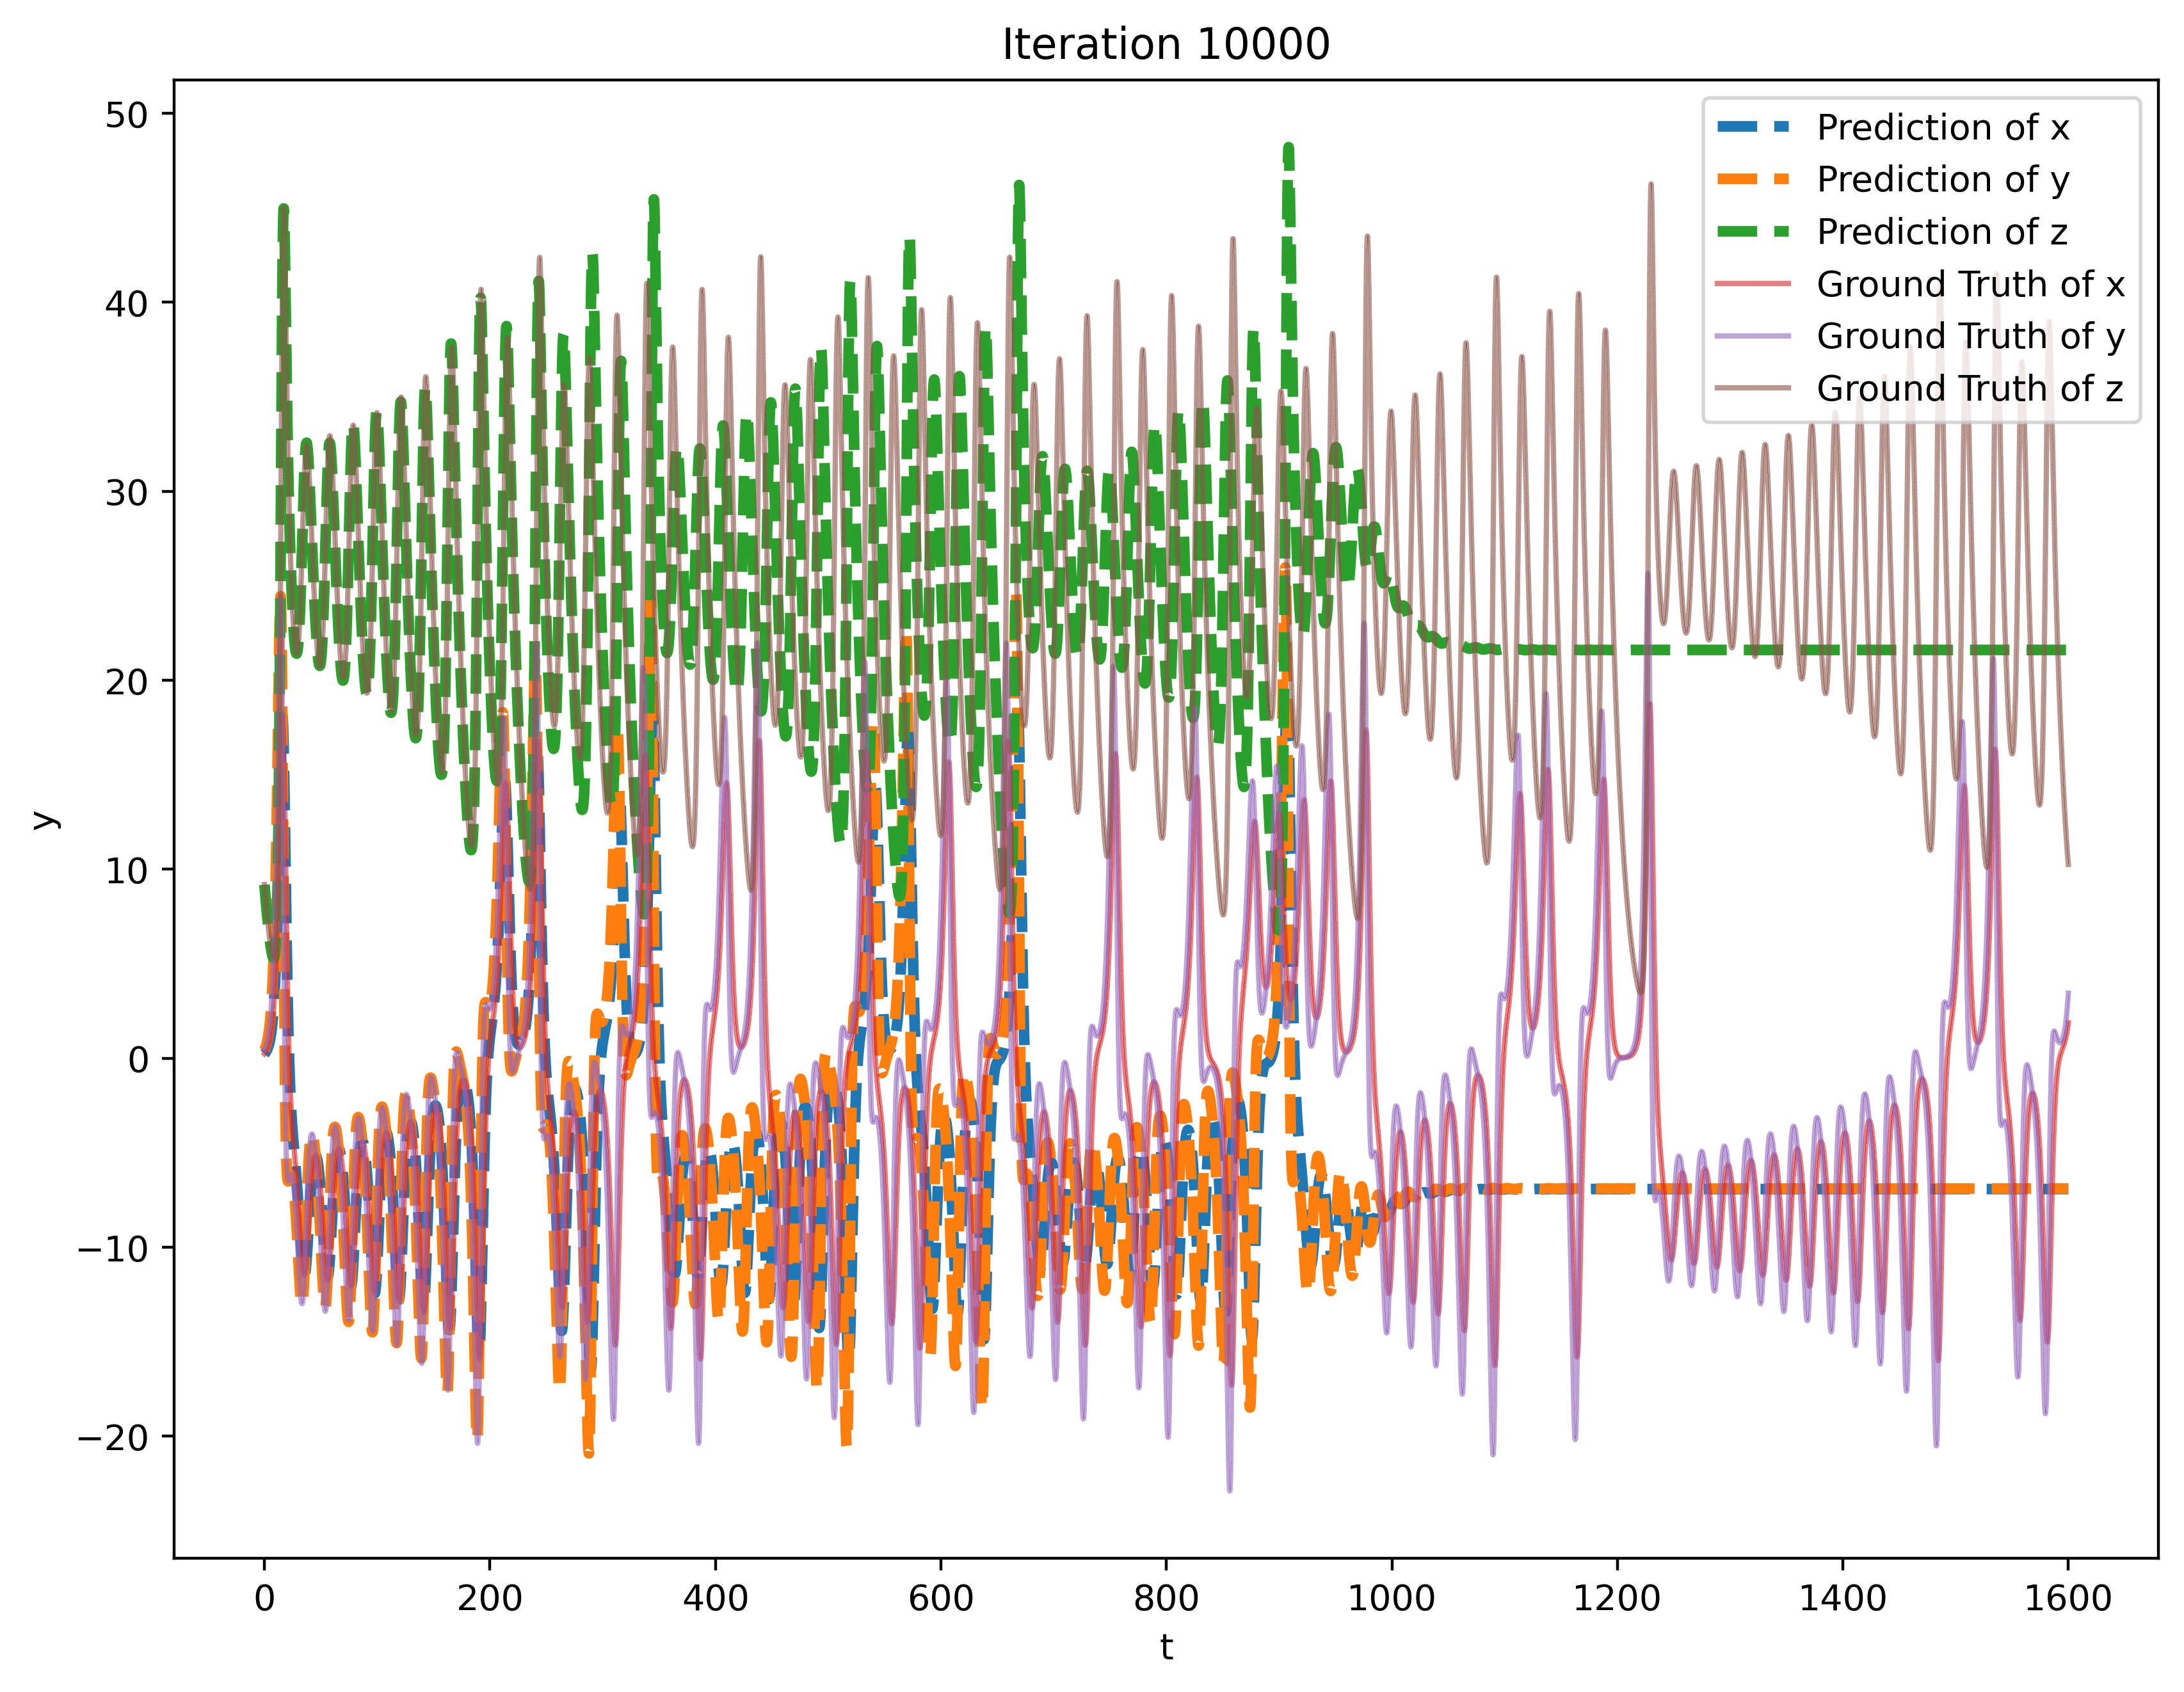 Iteration 10000
50
40
30
20
10
0
−10
−20
y
0 200 400 600 800 1000 1200 1400 1600
t
Prediction of x
Prediction of y
Prediction of z
Ground Truth of x
Ground Truth of y
Ground Truth of z